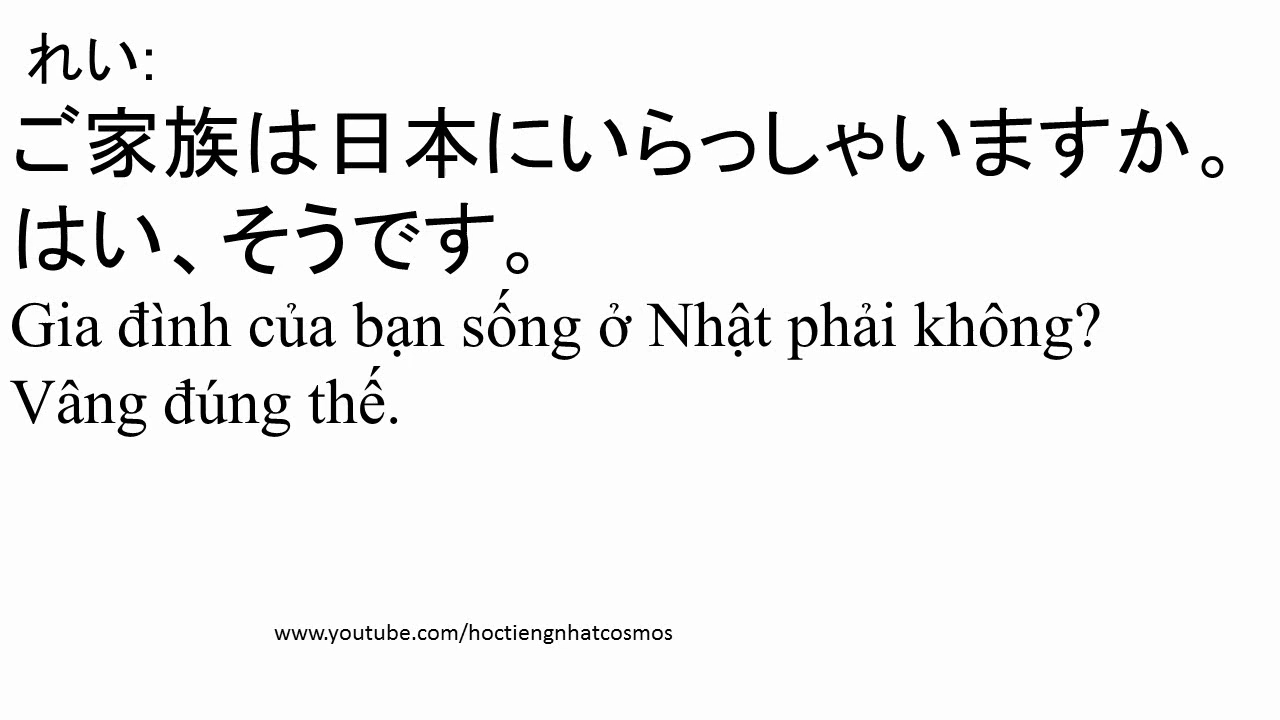 れい:
ご家族は日本にいらっしゃいますか。
はい、そうです。
Gia đình của bạn sống ở Nhật phải không?
Vâng đúng thế.
www.youtube.com/hoctiengnhatcosmos